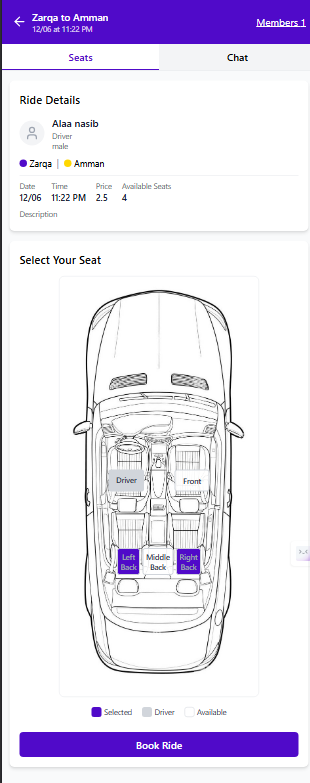 Zarqa to Amman
12/06 at 11:22 PM
Members 1
Seats
Chat
Ride Details
Alaa nasib
Driver
male
Zarqa | Amman
Date Time Price Available Seats
12/06 11:22 PM 2.5 4
Description
Select Your Seat
Driver
Front
Left
Back
Middle
Back
Right
Back
Selected Driver Available
Book Ride